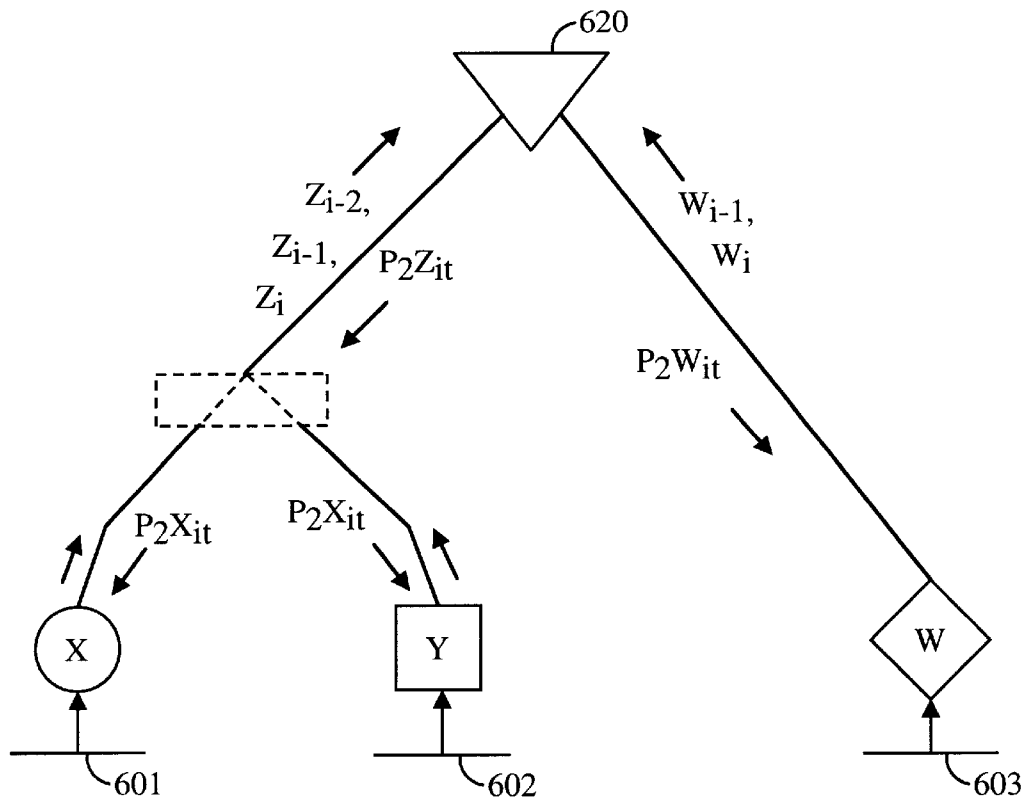 620
Zi-2,
Zi-1,
Zi
P2Zit
Wi-1,
Wi
P2Wit
P2Xit
P2Xit
X
Y
W
601
602
603